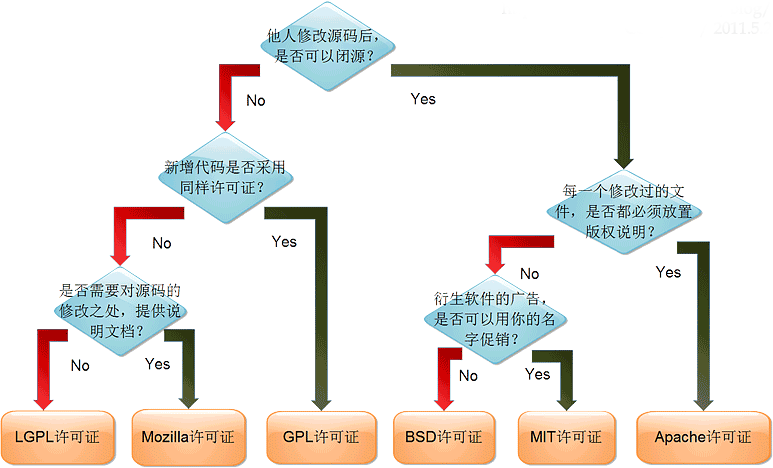 2011.5
他人修改源码后,
是否可以闭源?
No
Yes
新增代码是否采用
同样许可证?
每一个修改过的文
件,是否都必须放置
版权说明?
No
Yes
No
Yes
是否需要对源码的
修改之处,提供说
明文档?
衍生软件的广告,
是否可以用你的名
字促销?
No
Yes
No
Yes
LGPL许可证
Mozilla许可证
GPL许可证
BSD许可证
MIT许可证
Apache许可证